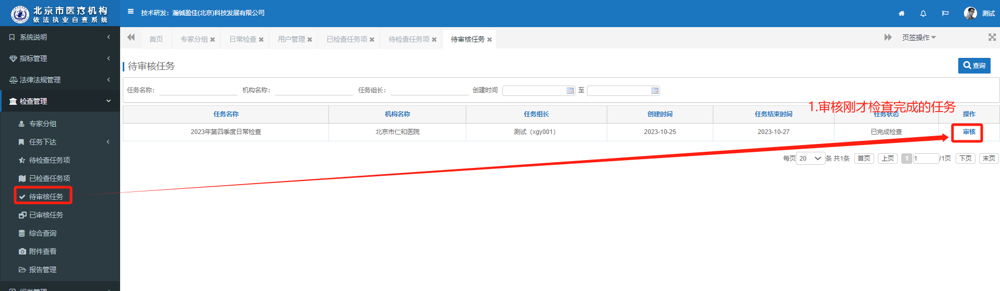 北京市医疗机构
依法执业自查系统
技术研发：瀚铖盈佳(北京)科技发展有限公司
测试
系统说明
指标管理
法律法规管理
检查管理
专家分组
任务下达
待检查任务项
已检查任务项
待审核任务
已审核任务
综合查询
附件查看
报告管理
首页 专家分组 日常检查 用户管理 已检查任务项 待检查任务项 待审核任务 页签操作
待审核任务
查询
任务名称： 机构名称： 任务组长： 创建时间 至
1.审核刚才检查完成的任务
任务名称 机构名称 任务组长 创建时间 任务结束时间 任务状态 操作
2023年第四季度日常检查 北京市仁和医院 测试（xgy001） 2023-10-25 2023-10-27 已完成检查 审核
每页 20 条 共1条 首页 上页 1 1 /1页 下页 末页